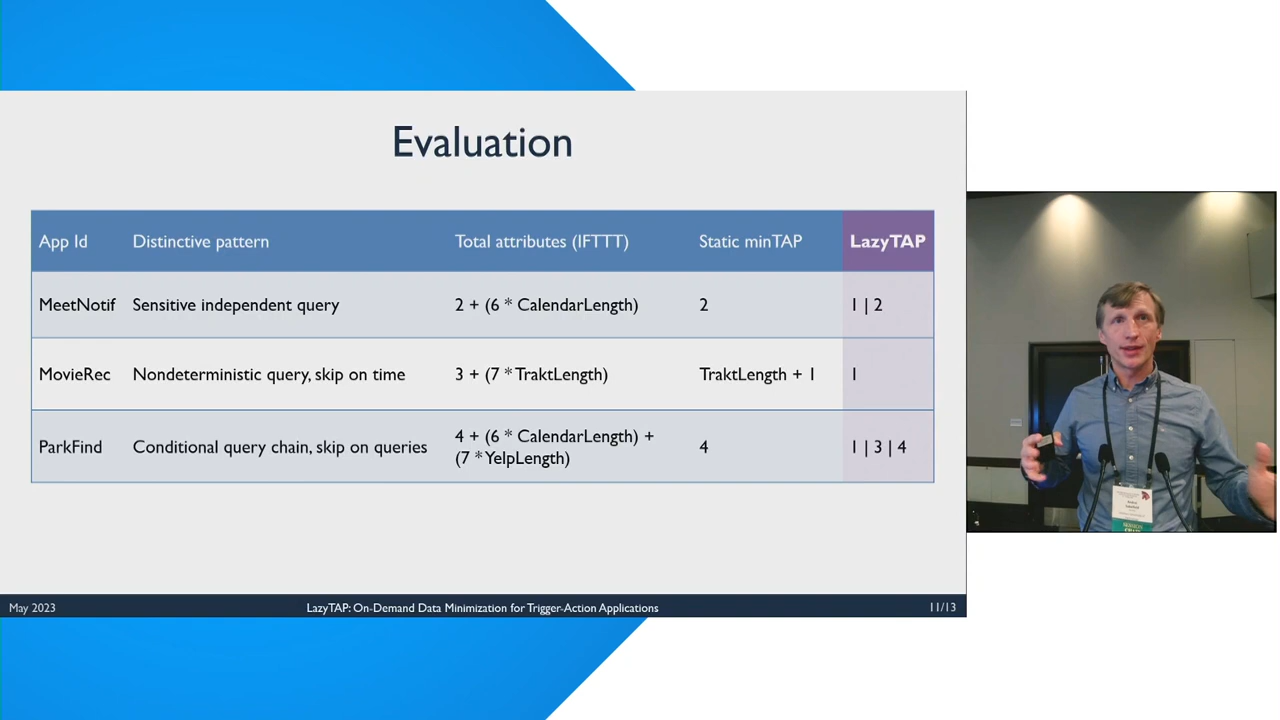 Evaluation
App Id Distinctive pattern Total attributes (IFTTT) Static minTAP LazyTAP
MeetNotif Sensitive independent query 2 + (6 * CalendarLength) 2 1 | 2
MovieRec Nondeterministic query, skip on time 3 + (7 * TraktLength) TraktLength + 1 1
ParkFind Conditional query chain, skip on queries 4 + (6 * CalendarLength) + (7 * YelpLength) 4 1 | 3 | 4
May 2023 LazyTAP: On-Demand Data Minimization for Trigger-Action Applications 11/13